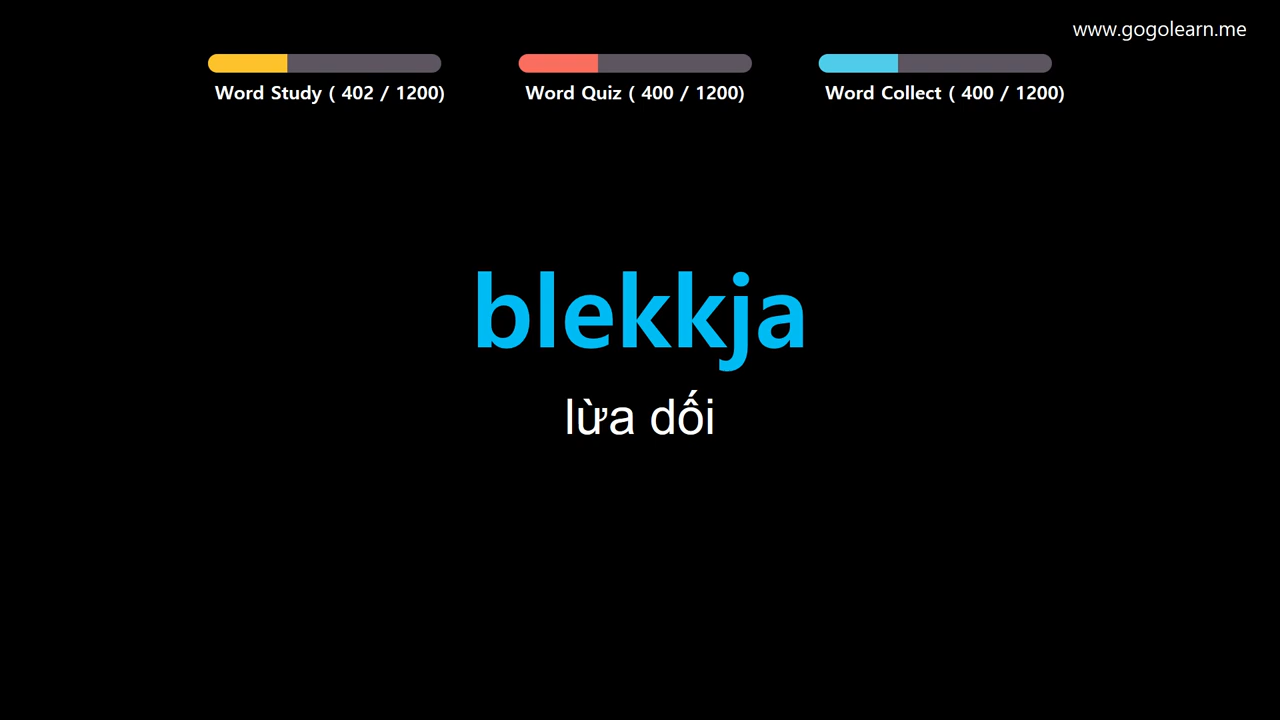 www.gogolearn.me
Word Study ( 402 / 1200)
Word Quiz ( 400 / 1200)
Word Collect ( 400 / 1200)
blekkja
lừa dối